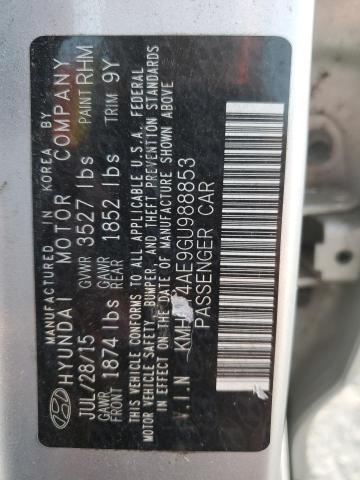 MANUFACTURED IN KOREA BY
HYUNDAI MOTOR COMPANY
JUL/28/15 GVWR 3527 lbs PAINT RHM
GAWR FRONT 1874 lbs GAWR REAR 1852 lbs TRIM 9Y
THIS VEHICLE CONFORMS TO ALL APPLICABLE U.S.A. FEDERAL
MOTOR VEHICLE SAFETY, BUMPER, AND THEFT PREVENTION STANDARDS
IN EFFECT ON THE DATE OF MANUFACTURE SHOWN ABOVE
V.I.N
PASSENGER CAR